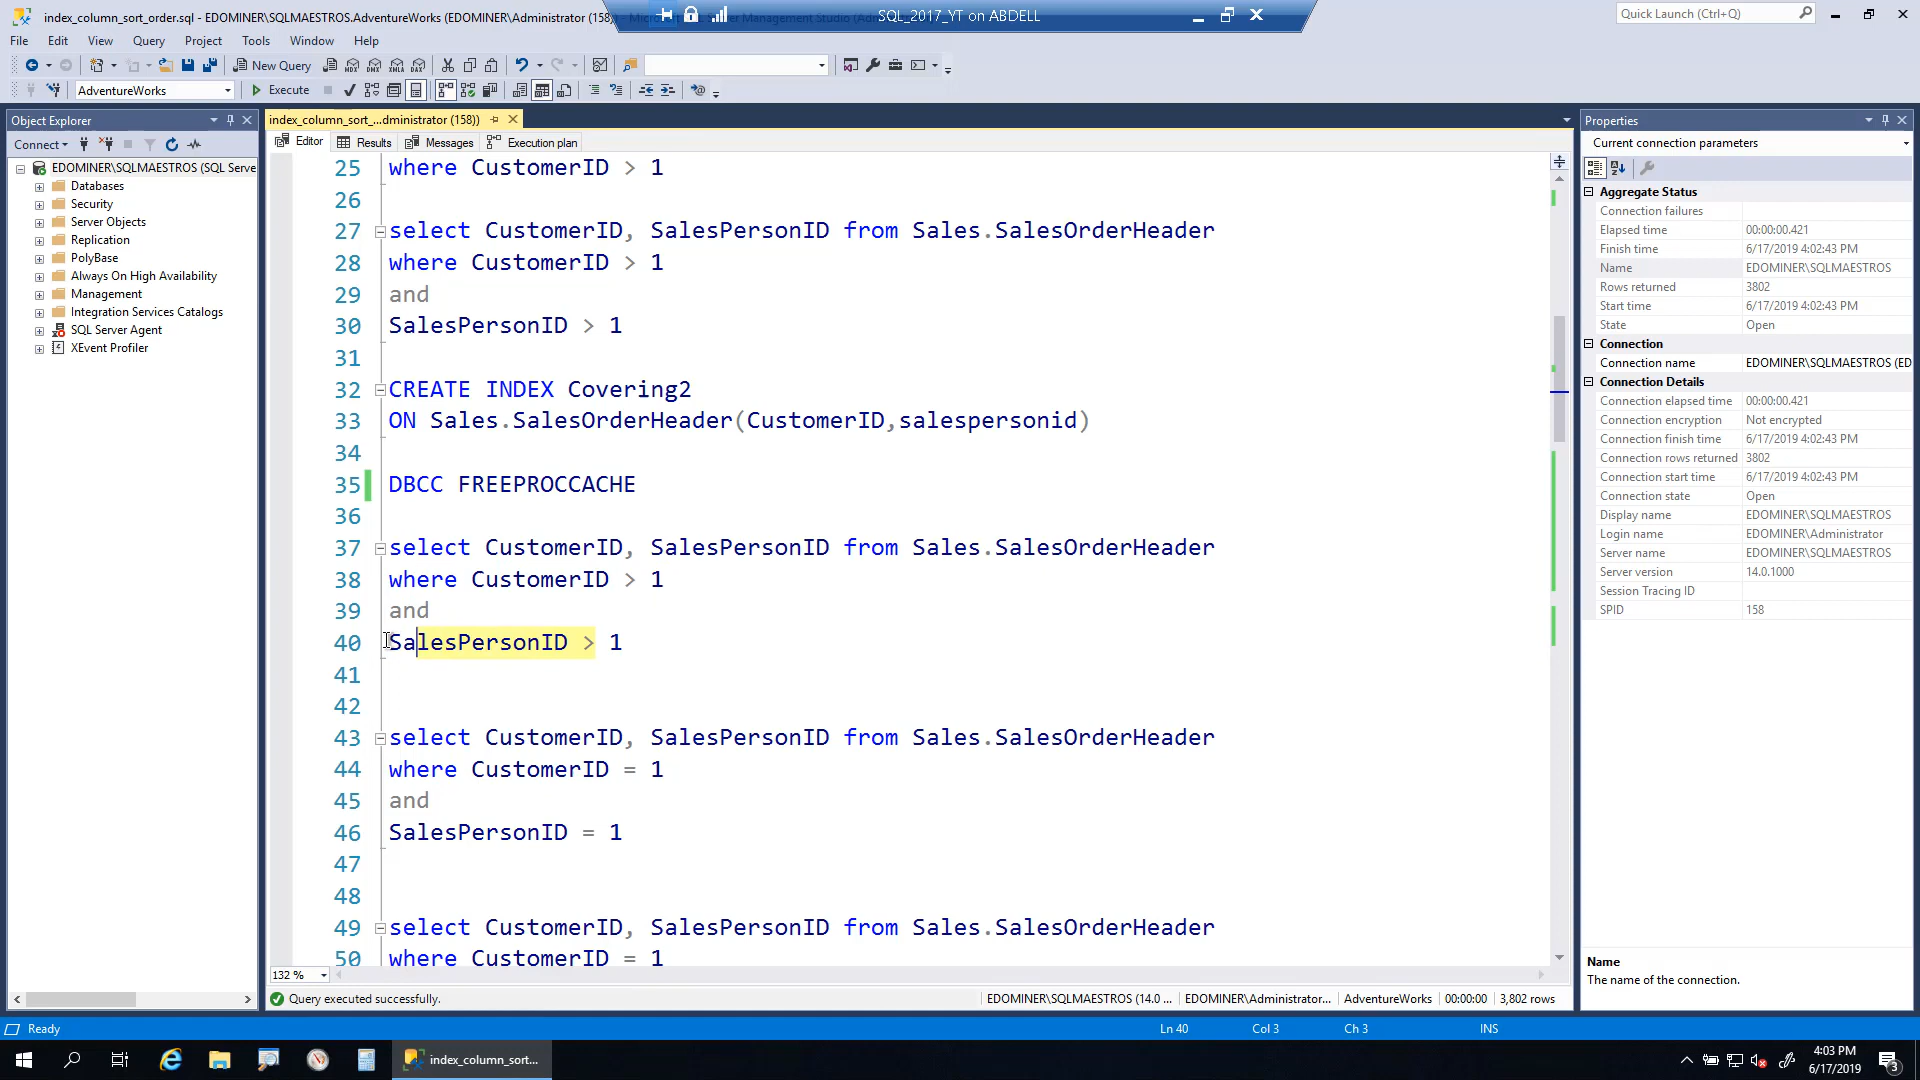 index_column_sort_order.sql - EDOMINER\SQLMAESTROS.AdventureWorks (EDOMINER\Administrator (158))
SQL_2017_YT on ABDELL
Quick Launch (Ctrl+Q)
File Edit View Query Project Tools Window Help
New Query
AdventureWorks
Execute
Object Explorer
Connect
EDOMINER\SQLMAESTROS (SQL Serve
Databases
Security
Server Objects
Replication
PolyBase
Always On High Availability
Management
Integration Services Catalogs
SQL Server Agent
XEvent Profiler
index_column_sort_...dministrator (158))
Editor Results Messages Execution plan
25 where CustomerID > 1
26
27 select CustomerID, SalesPersonID from Sales.SalesOrderHeader
28 where CustomerID > 1
29 and
30 SalesPersonID > 1
31
32 CREATE INDEX Covering2
33 ON Sales.SalesOrderHeader(CustomerID,salespersonid)
34
35 DBCC FREEPROCCACHE
36
37 select CustomerID, SalesPersonID from Sales.SalesOrderHeader
38 where CustomerID > 1
39 and
40 SalesPersonID > 1
41
42
43 select CustomerID, SalesPersonID from Sales.SalesOrderHeader
44 where CustomerID = 1
45 and
46 SalesPersonID = 1
47
48
49 select CustomerID, SalesPersonID from Sales.SalesOrderHeader
50 where CustomerID = 1
132 %
Query executed successfully. EDOMINER\SQLMAESTROS (14.0 ... EDOMINER\Administrator... AdventureWorks 00:00:00 3,802 rows
Properties
Current connection parameters
Aggregate Status
Connection failures
Elapsed time 00:00:00.421
Finish time 6/17/2019 4:02:43 PM
Name EDOMINER\SQLMAESTROS
Rows returned 3802
Start time 6/17/2019 4:02:43 PM
State Open
Connection
Connection name EDOMINER\SQLMAESTROS (ED
Connection Details
Connection elapsed time 00:00:00.421
Connection encryption Not encrypted
Connection finish time 6/17/2019 4:02:43 PM
Connection rows returned 3802
Connection start time 6/17/2019 4:02:43 PM
Connection state Open
Display name EDOMINER\SQLMAESTROS
Login name EDOMINER\Administrator
Server name EDOMINER\SQLMAESTROS
Server version 14.0.1000
Session Tracing ID
SPID 158
Name
The name of the connection.
Ready Ln 40 Col 3 Ch 3 INS
index_column_sort...
4:03 PM
6/17/2019
3